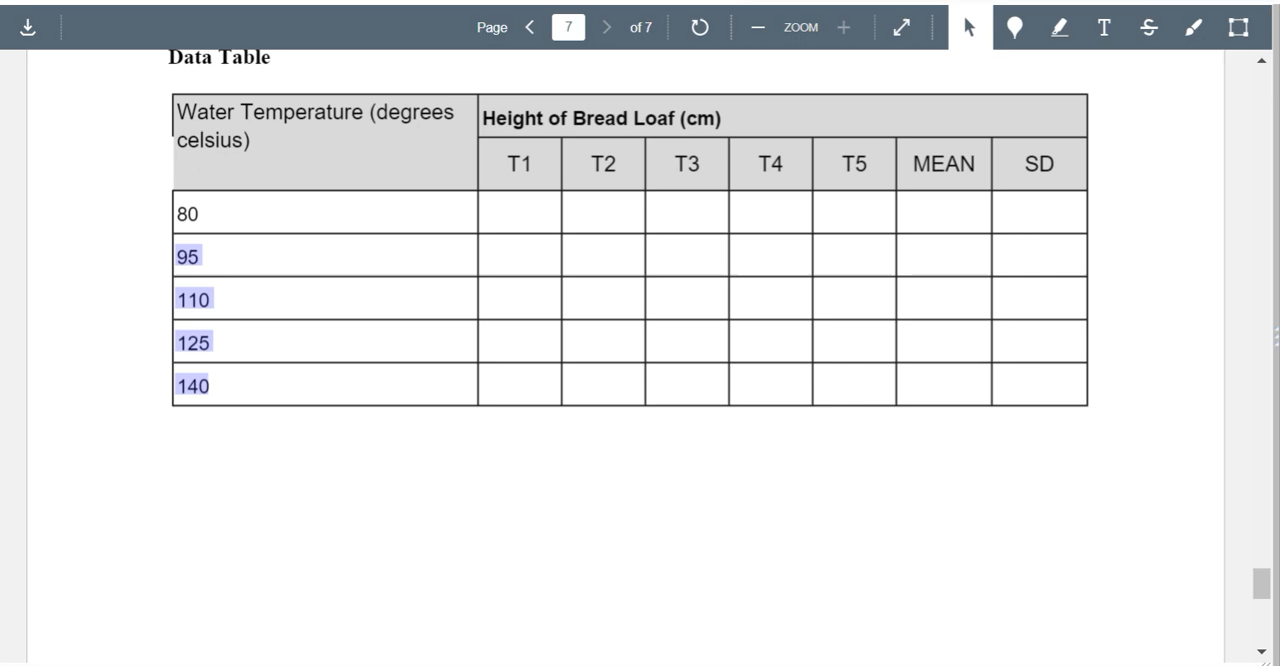 Page 7 of 7 ZOOM T S
Data Table
Water Temperature (degrees celsius)
Height of Bread Loaf (cm)
T1 T2 T3 T4 T5 MEAN SD
80
95
110
125
140